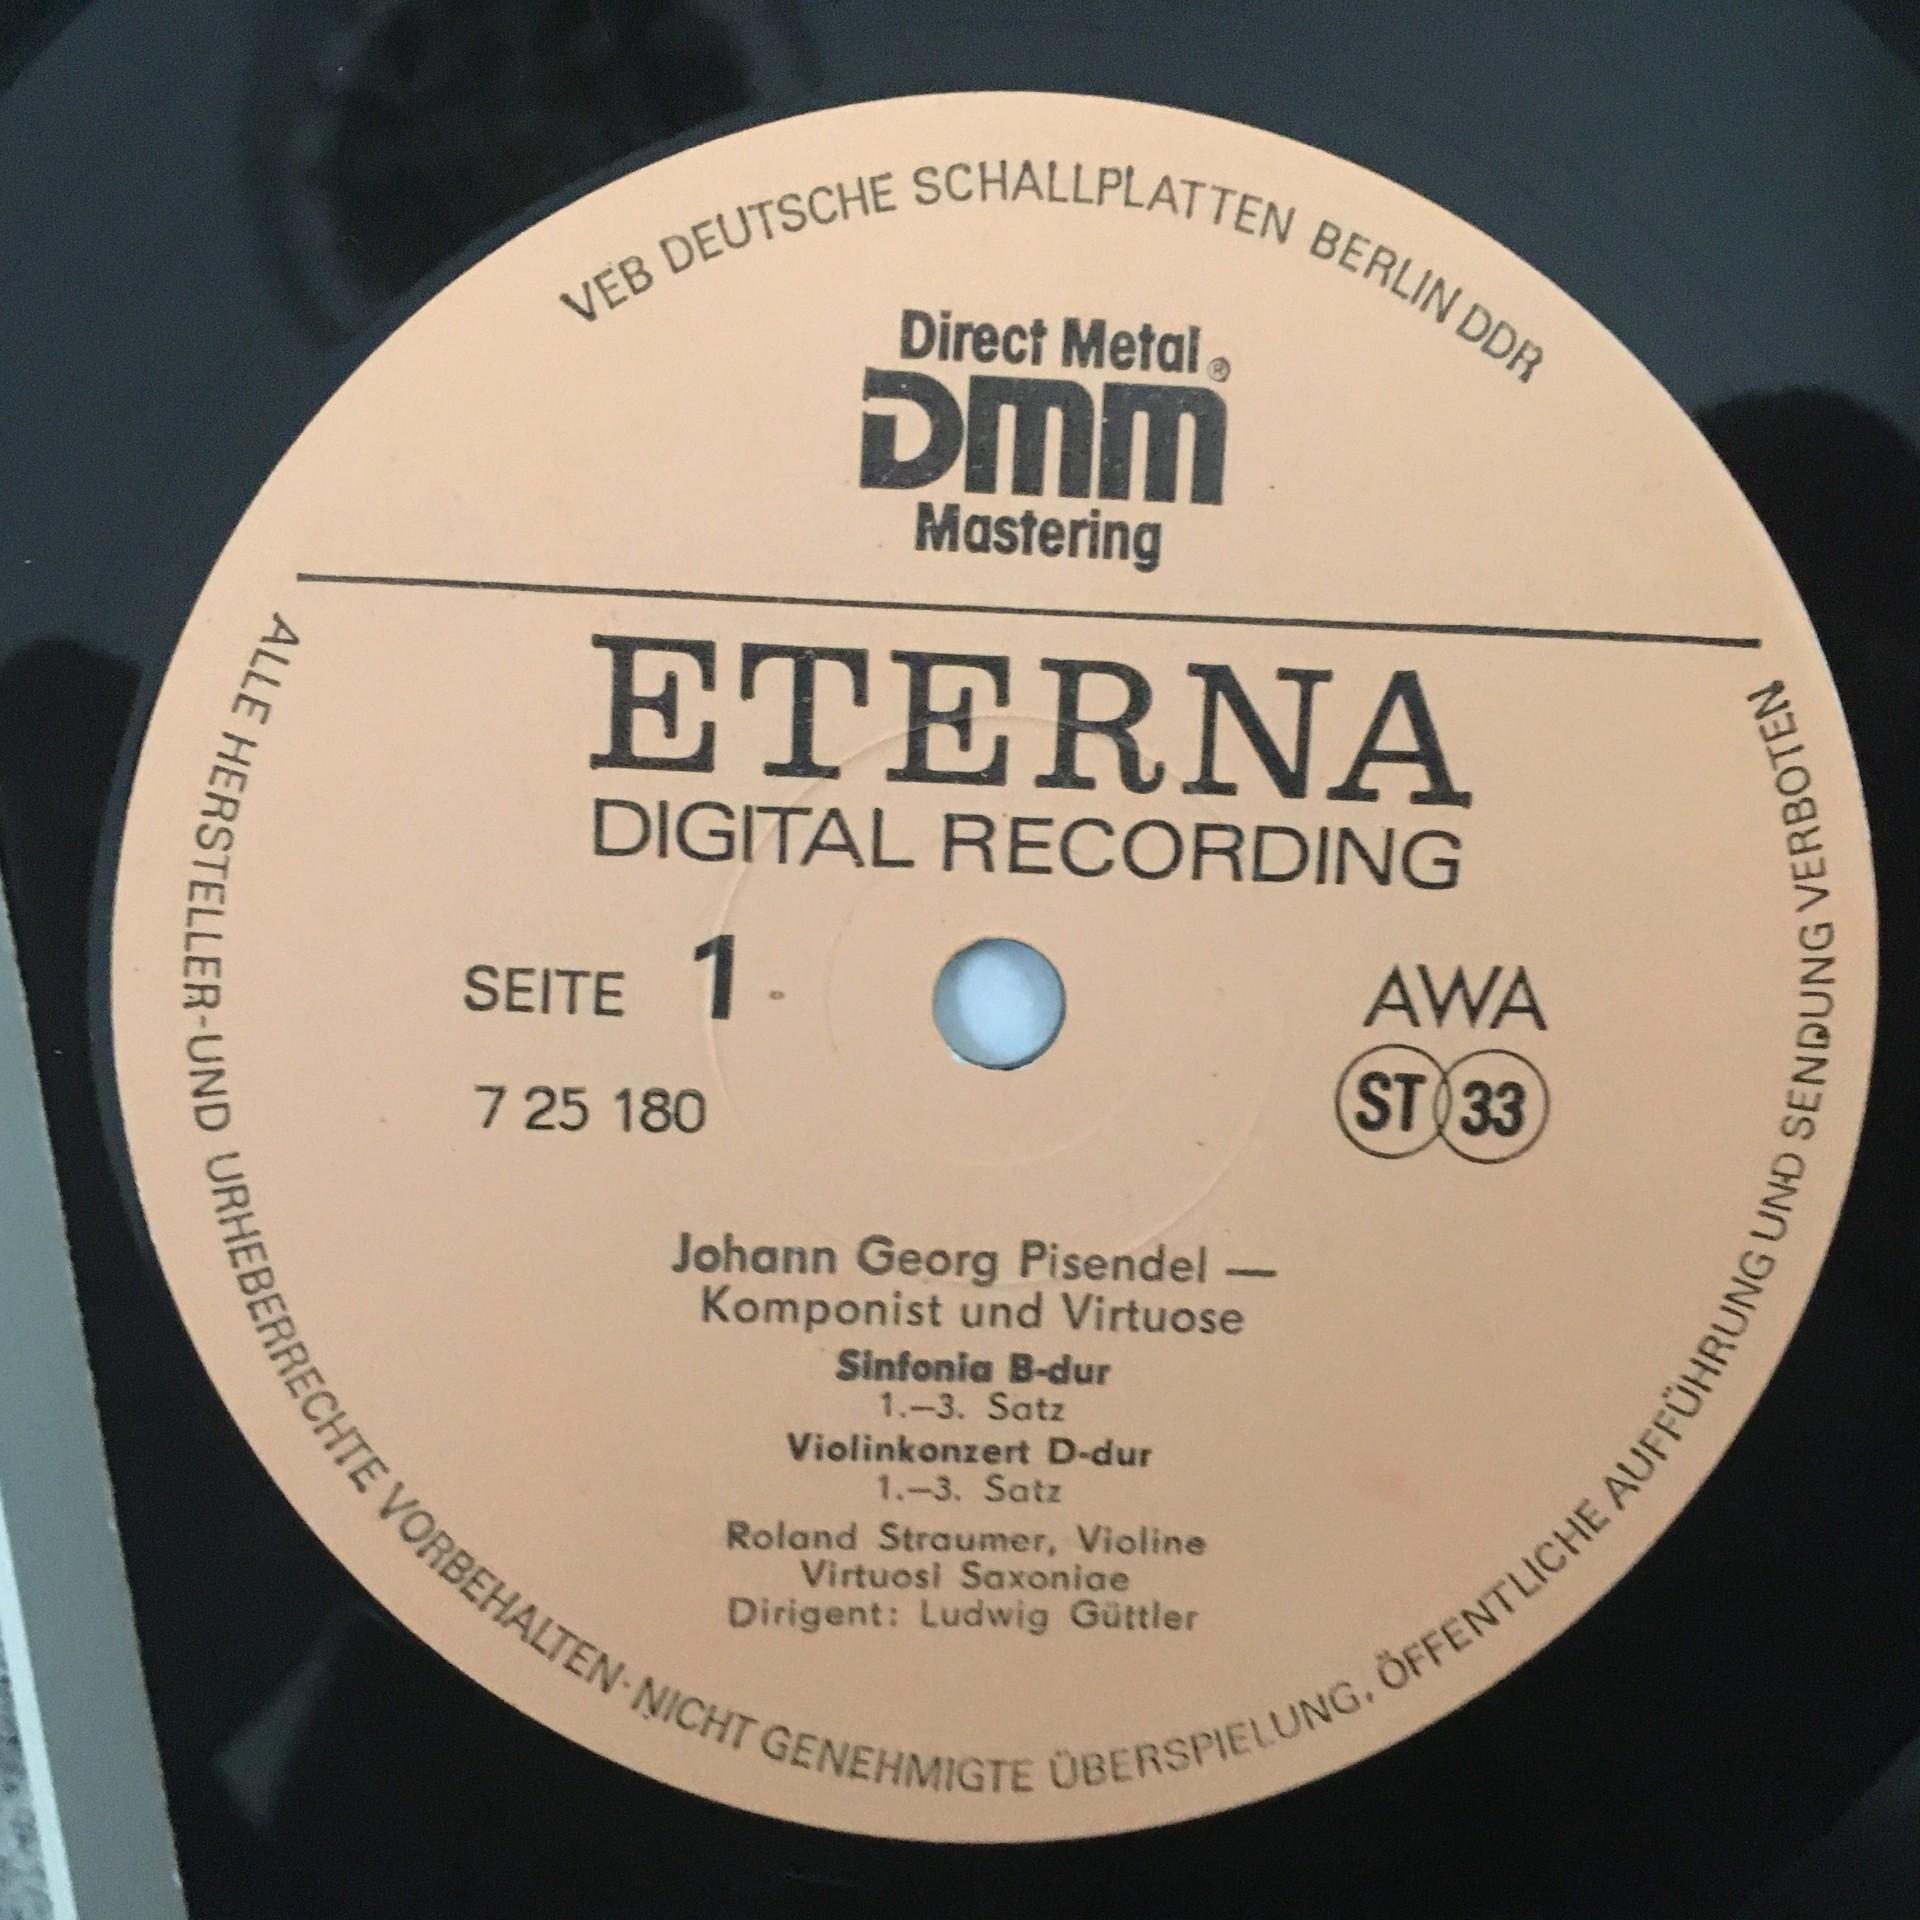 VEB DEUTSCHE SCHALLPLATTEN BERLIN DDR
Direct Metal ®
DMM
Mastering
ETERNA
DIGITAL RECORDING
SEITE 1
AWA
7 25 180
ST 33
Johann Georg Pisendel —
Komponist und Virtuose
Sinfonia B-dur
1.–3. Satz
Violinkonzert D-dur
1.–3. Satz
Roland Straumer, Violine
Virtuosi Saxoniae
Dirigent: Ludwig Güttler
ALLE HERSTELLER-UND URHEBERRECHTE VORBEHALTEN·NICHT GENEHMIGTE ÜBERSPIELUNG, ÖFFENTLICHE AUFFÜHRUNG UND SENDUNG VERBOTEN